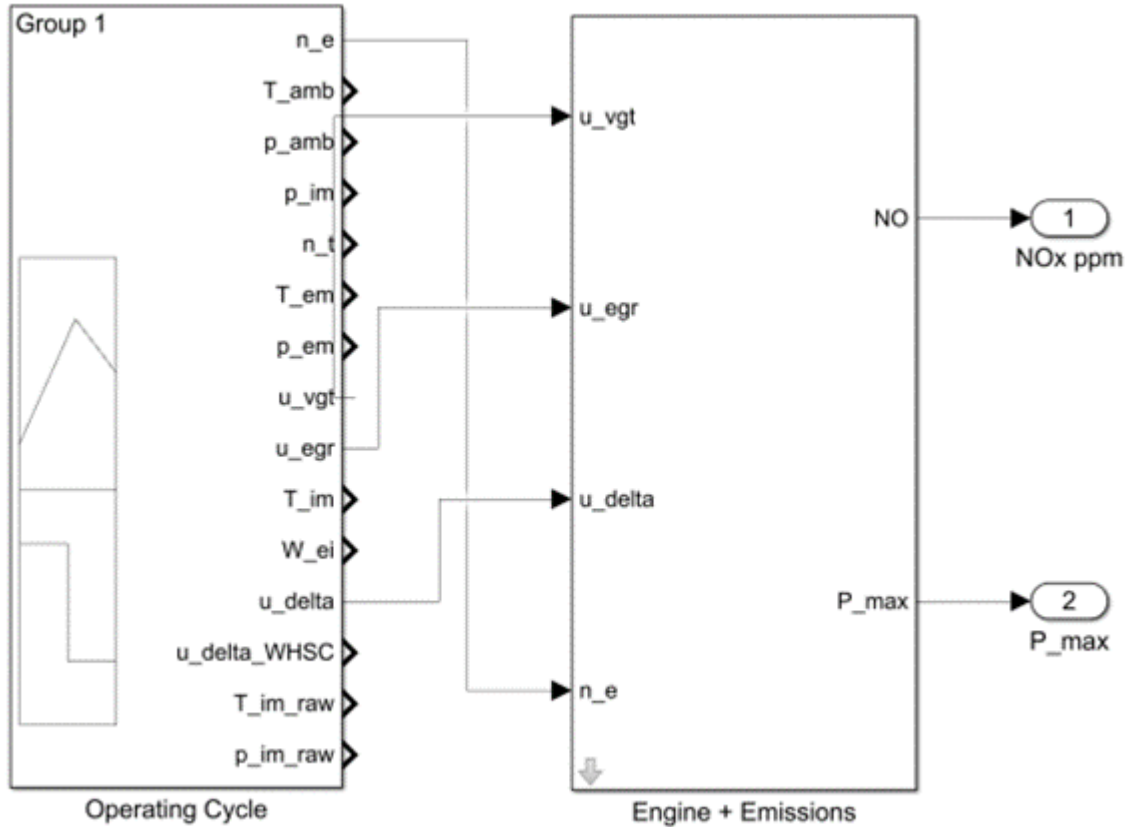 Group 1
n_e
T_amb
p_amb
p_im
n_t
T_em
p_em
u_vgt
u_egr
T_im
W_ei
u_delta
u_delta_WHSC
T_im_raw
p_im_raw
Operating Cycle
u_vgt
u_egr
u_delta
n_e
NO
P_max
Engine + Emissions
1
NOx ppm
2
P_max